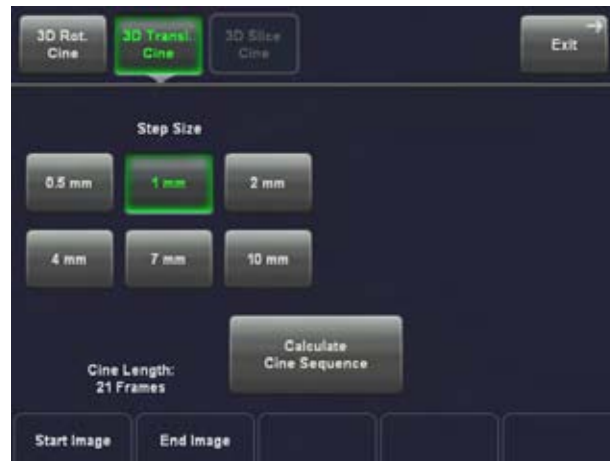 3D Rot.
Cine
3D Transl.
Cine
3D Slice
Cine
Exit
Step Size
0.5 mm
1 mm
2 mm
4 mm
7 mm
10 mm
Calculate
Cine Sequence
Cine Length:
21 Frames
Start Image
End Image